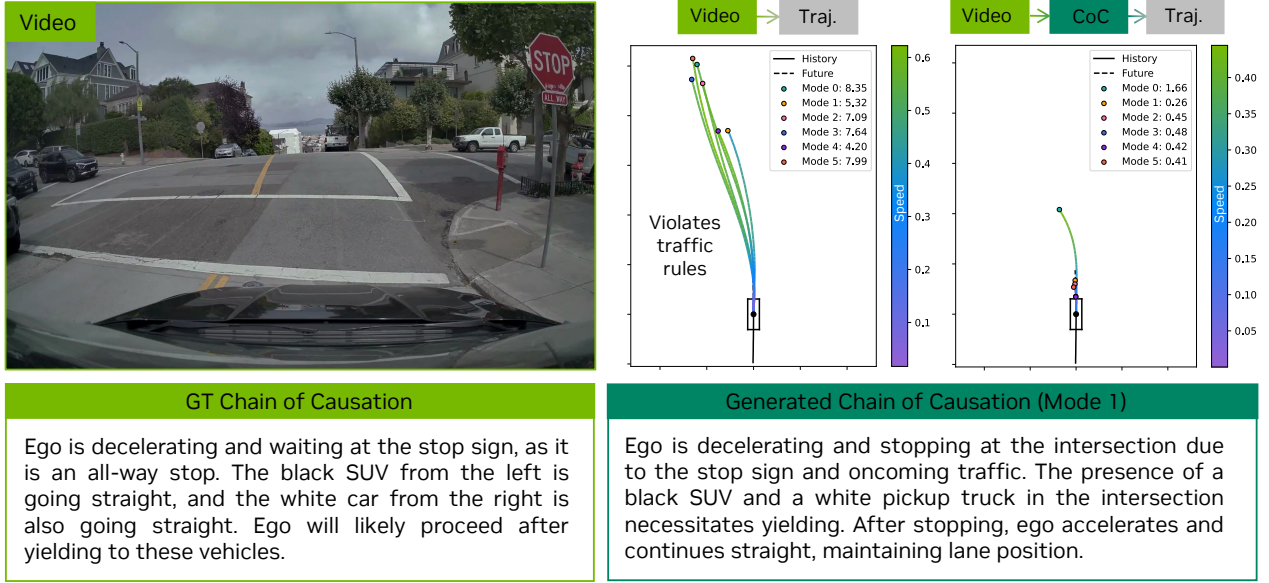 Video
STOP
ALL WAY
Video
Traj.
History
Future
Mode 0: 8.35
Mode 1: 5.32
Mode 2: 7.09
Mode 3: 7.64
Mode 4: 4.20
Mode 5: 7.99
Violates
traffic
rules
0.6
0.5
0.4
0.3
0.2
0.1
Speed
Video
CoC
Traj.
History
Future
Mode 0: 1.66
Mode 1: 0.26
Mode 2: 0.45
Mode 3: 0.48
Mode 4: 0.42
Mode 5: 0.41
0.40
0.35
0.30
0.25
0.20
0.15
0.10
0.05
Speed
GT Chain of Causation
Ego is decelerating and waiting at the stop sign, as it
is an all-way stop. The black SUV from the left is
going straight, and the white car from the right is
also going straight. Ego will likely proceed after
yielding to these vehicles.
Generated Chain of Causation (Mode 1)
Ego is decelerating and stopping at the intersection due
to the stop sign and oncoming traffic. The presence of a
black SUV and a white pickup truck in the intersection
necessitates yielding. After stopping, ego accelerates and
continues straight, maintaining lane position.